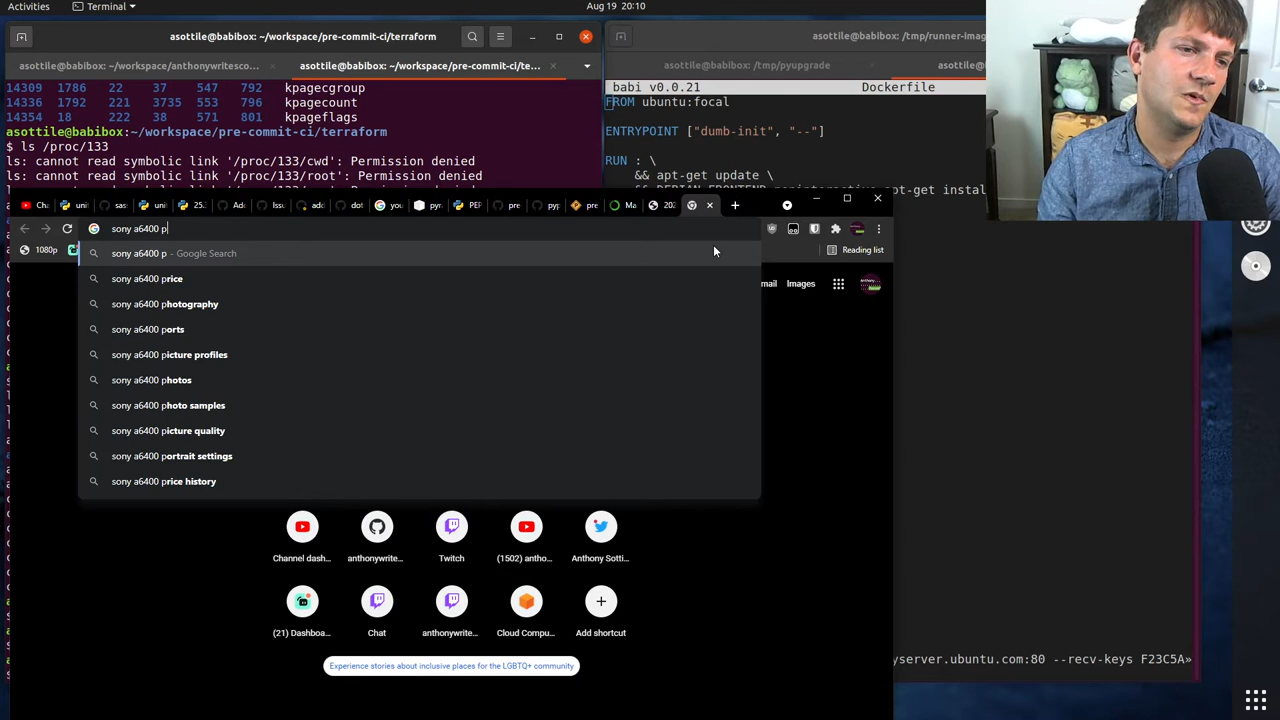 Activities
Terminal
Aug 19 20:10
asottile@babibox: ~/workspace/pre-commit-ci/terraform
asottile@babibox: /tmp/runner-imag
asottile@babibox: ~/workspace/anthonywritesco...
asottile@babibox: ~/workspace/pre-commit-ci/te...
asottile@babibox: /tmp/pyupgrade
asottile@babibox:
14309 1786 22 37 547 792 kpagecgroup
14336 1792 221 3735 553 796 kpagecount
14354 18 222 38 571 801 kpageflags
asottile@babibox:~/workspace/pre-commit-ci/terraform
$ ls /proc/133
ls: cannot read symbolic link '/proc/133/cwd': Permission denied
ls: cannot read symbolic link '/proc/133/root': Permission denied
babi v0.0.21 Dockerfile
FROM ubuntu:focal
ENTRYPOINT ["dumb-init", "--"]
RUN : \
&& apt-get update \
apt-get instal
sony a6400 p
1080p
Reading list
sony a6400 p - Google Search
sony a6400 price
sony a6400 photography
sony a6400 ports
sony a6400 picture profiles
sony a6400 photos
sony a6400 photo samples
sony a6400 picture quality
sony a6400 portrait settings
sony a6400 price history
mail
Images
Channel dash...
anthonywrite...
Twitch
(1502) antho...
Anthony Sotti...
(21) Dashboa...
Chat
anthonywrite...
Cloud Compu...
Add shortcut
Experience stories about inclusive places for the LGBTQ+ community
yserver.ubuntu.com:80 --recv-keys F23C5A»